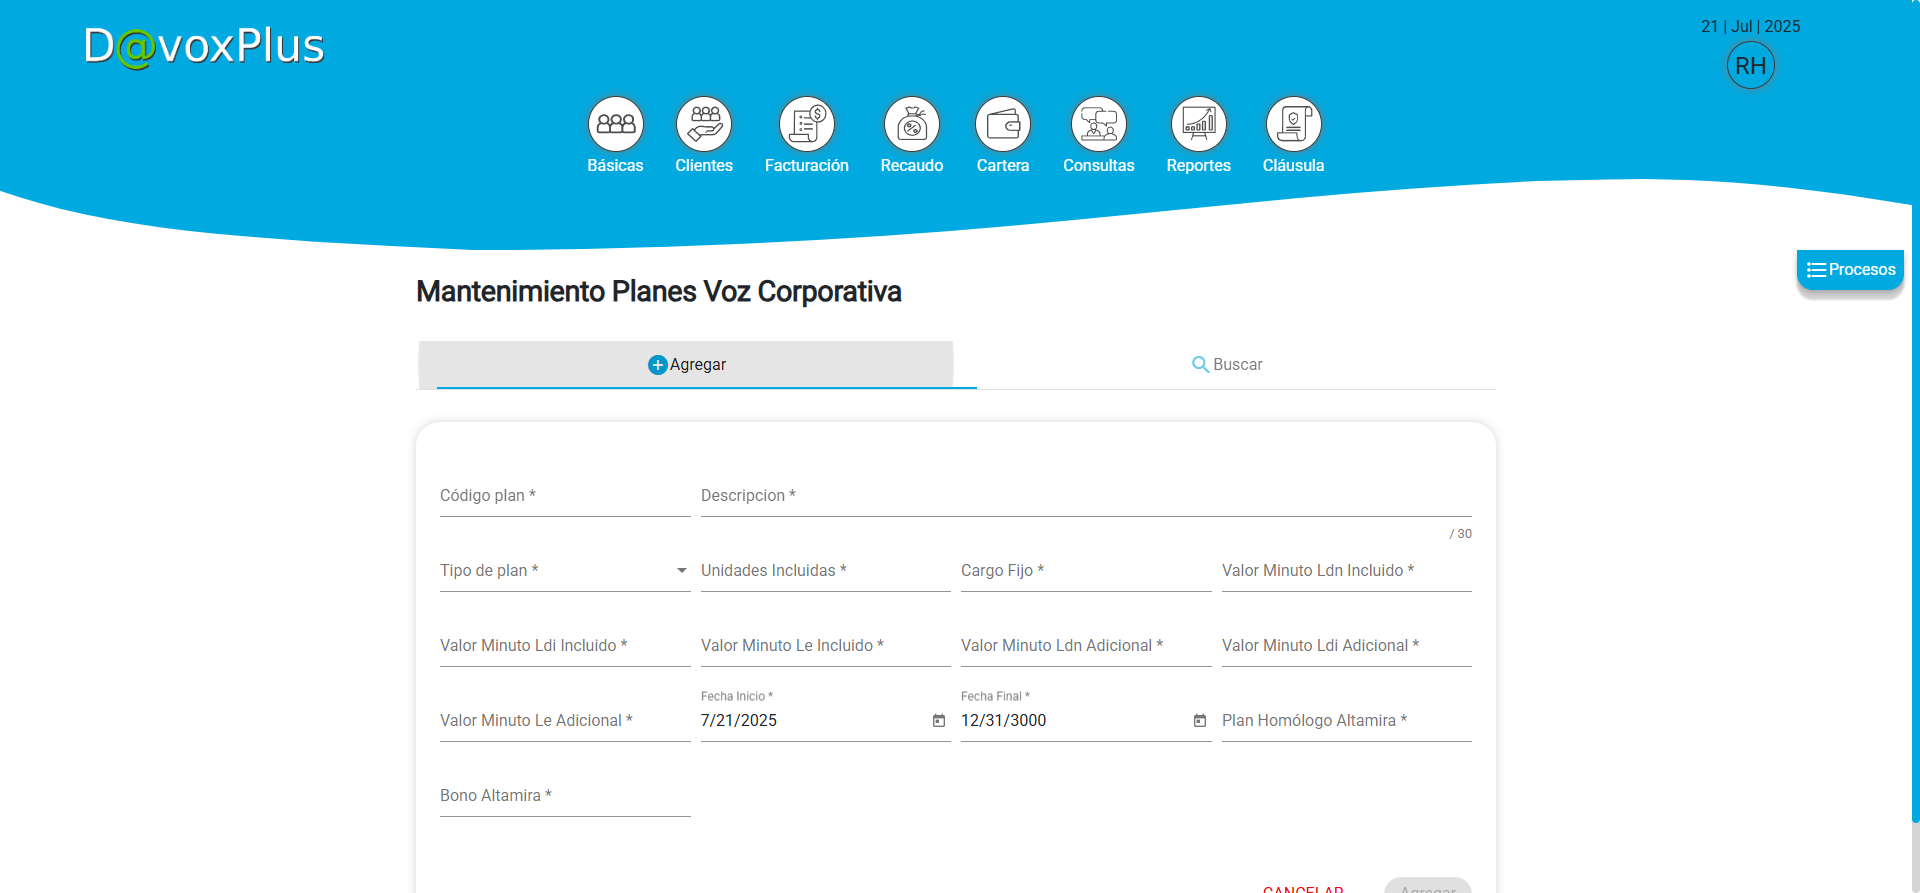 D@voxPlus
21 | Jul | 2025
RH
Básicas Clientes Facturación Recaudo Cartera Consultas Reportes Cláusula
Procesos
Mantenimiento Planes Voz Corporativa
Agregar Buscar
Código plan * Descripcion *
/ 30
Tipo de plan * Unidades Incluidas * Cargo Fijo * Valor Minuto Ldn Incluido *
Valor Minuto Ldi Incluido * Valor Minuto Le Incluido * Valor Minuto Ldn Adicional * Valor Minuto Ldi Adicional *
Fecha Inicio * Fecha Final *
Valor Minuto Le Adicional * 7/21/2025 12/31/3000 Plan Homólogo Altamira *
Bono Altamira *
CANCELAR Agregar